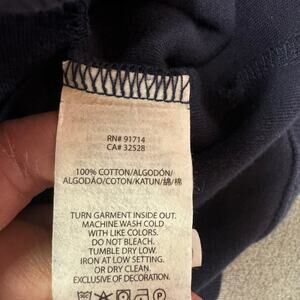 RN# 91714
CA# 32528
100% COTTON/ALGODÓN/
ALGODÃO/COTON/KATUN/綿/棉
TURN GARMENT INSIDE OUT.
MACHINE WASH COLD
WITH LIKE COLORS.
DO NOT BLEACH.
TUMBLE DRY LOW.
IRON AT LOW SETTING.
OR DRY CLEAN.
EXCLUSIVE OF DECORATION.